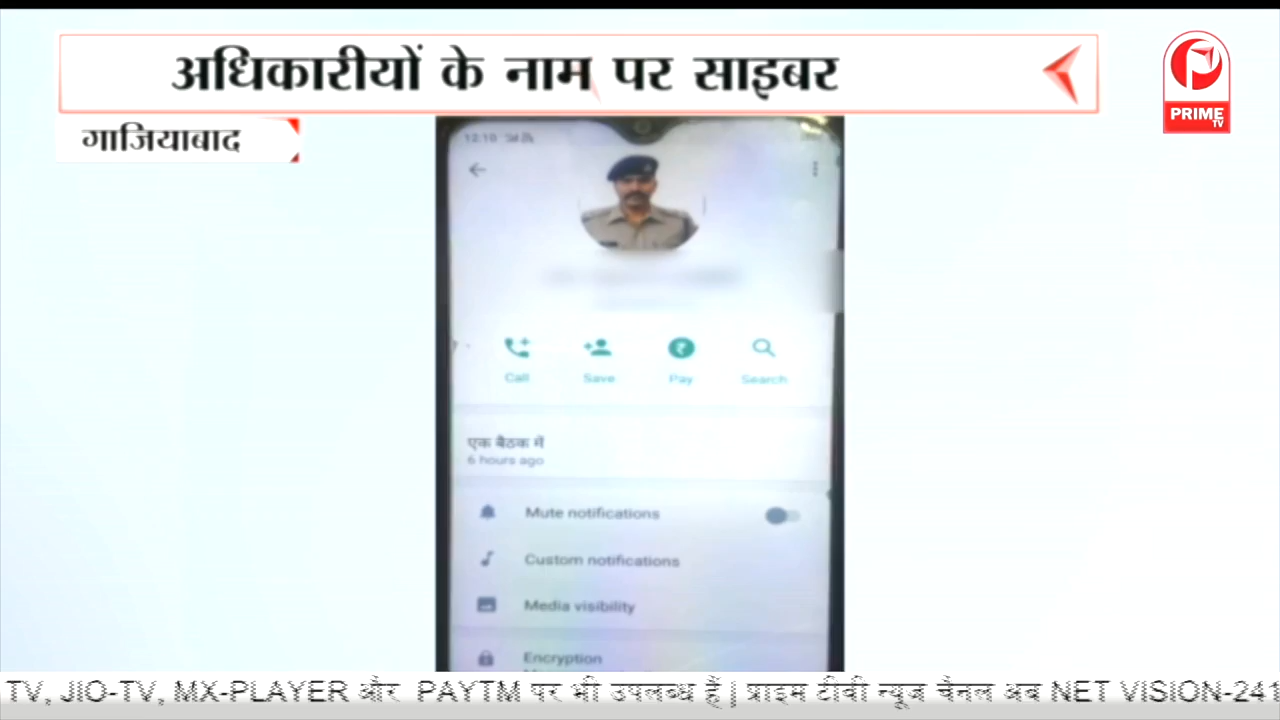 अधिकारीयों के नाम पर साइबर
PRIME
TV
गाजियाबाद
12:10
Call Save Pay Search
एक बैठक में
6 hours ago
Mute notifications
Custom notifications
Media visibility
Encryption
TV, JIO-TV, MX-PLAYER और PAYTM पर भी उपलब्ध हैं | प्राइम टीवी न्यूज चैनल अब NET VISION-241